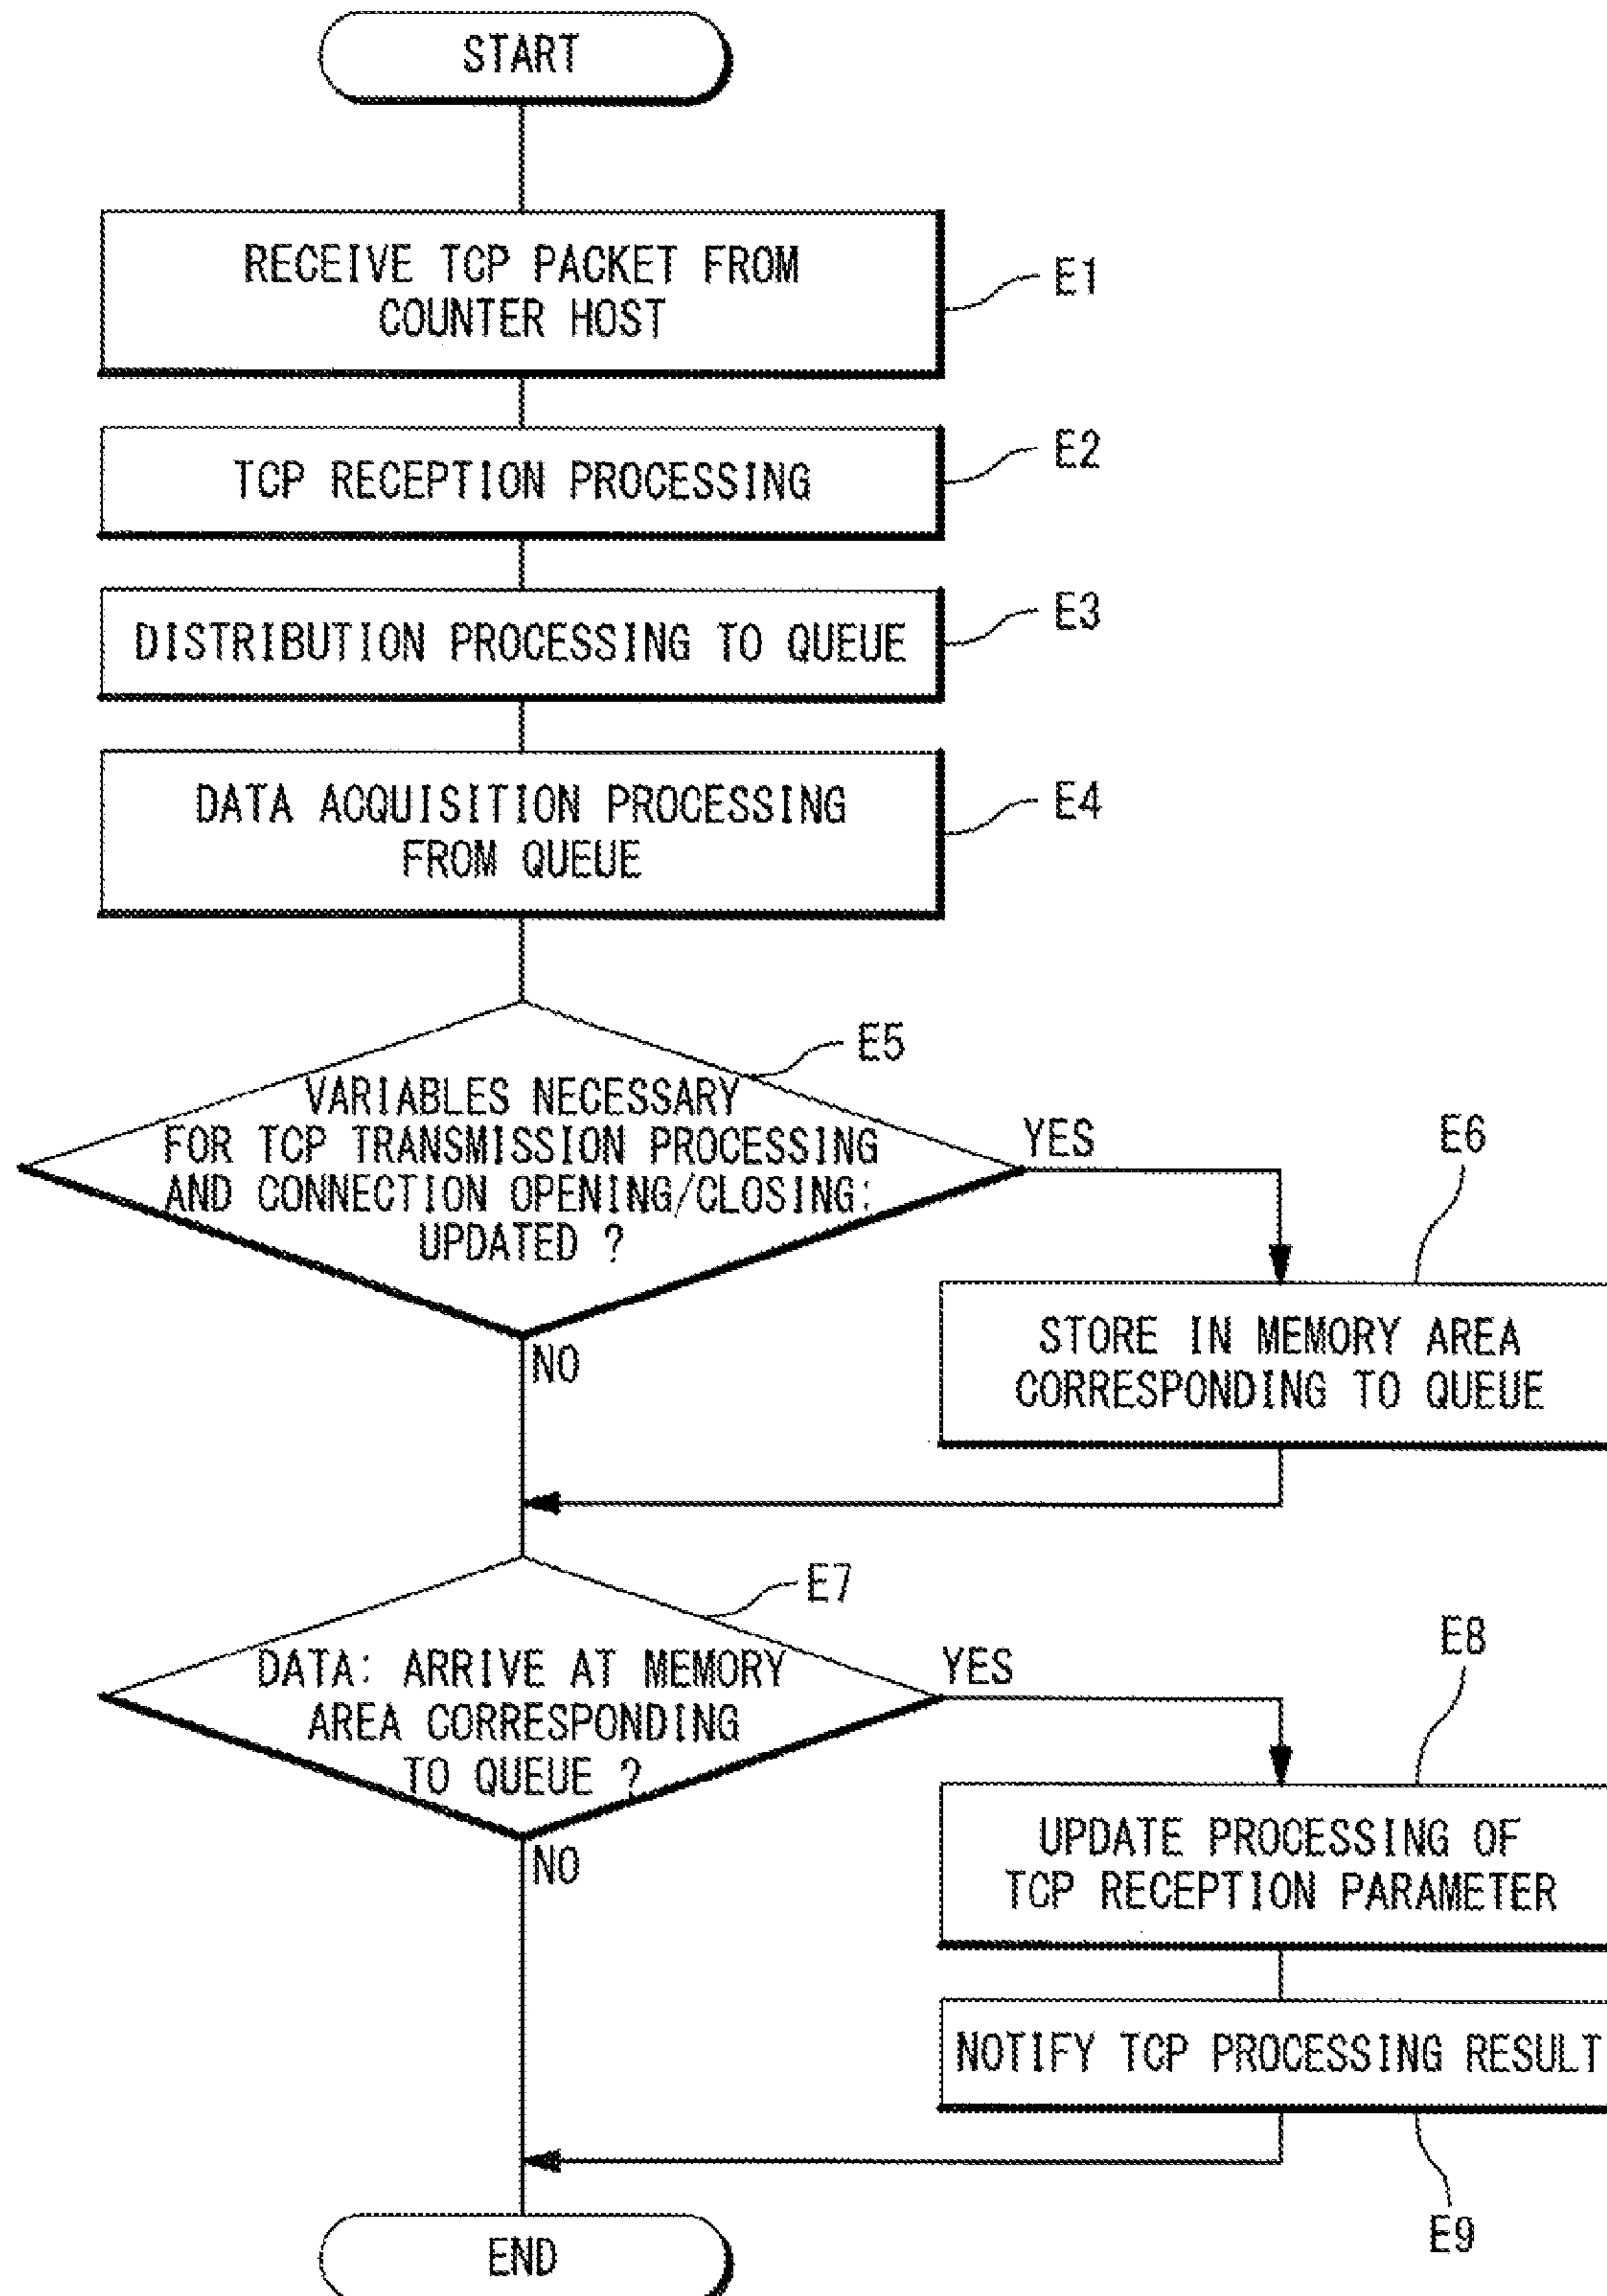 START
RECEIVE TCP PACKET FROM
COUNTER HOST
E1
TCP RECEPTION PROCESSING
E2
DISTRIBUTION PROCESSING TO QUEUE
E3
DATA ACQUISITION PROCESSING
FROM QUEUE
E4
E5
VARIABLES NECESSARY
FOR TCP TRANSMISSION PROCESSING
AND CONNECTION OPENING/CLOSING:
UPDATED ?
YES
NO
E6
STORE IN MEMORY AREA
CORRESPONDING TO QUEUE
E7
DATA: ARRIVE AT MEMORY
AREA CORRESPONDING
TO QUEUE ?
YES
NO
E8
UPDATE PROCESSING OF
TCP RECEPTION PARAMETER
NOTIFY TCP PROCESSING RESULT
E9
END